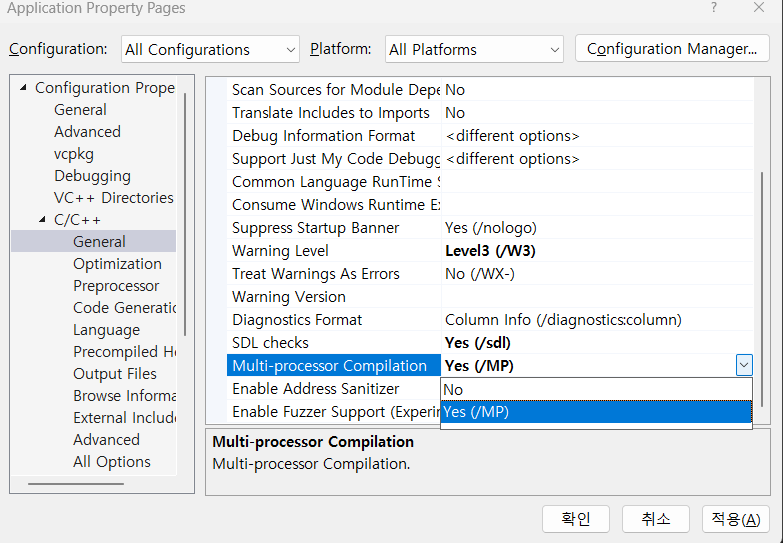 Application Property Pages ? ×
Configuration: All Configurations Platform: All Platforms Configuration Manager...
Configuration Prope
General
Advanced
vcpkg
Debugging
VC++ Directories
C/C++
General
Optimization
Preprocessor
Code Generatic
Language
Precompiled He
Output Files
Browse Informa
External Include
Advanced
All Options
Scan Sources for Module Depe No
Translate Includes to Imports No
Debug Information Format <different options>
Support Just My Code Debugg <different options>
Common Language RunTime S
Consume Windows Runtime Ex
Suppress Startup Banner Yes (/nologo)
Warning Level Level3 (/W3)
Treat Warnings As Errors No (/WX-)
Warning Version
Diagnostics Format Column Info (/diagnostics:column)
SDL checks Yes (/sdl)
Multi-processor Compilation Yes (/MP)
Enable Address Sanitizer No
Enable Fuzzer Support (Experir Yes (/MP)
Multi-processor Compilation
Multi-processor Compilation.
확인 취소 적용(A)